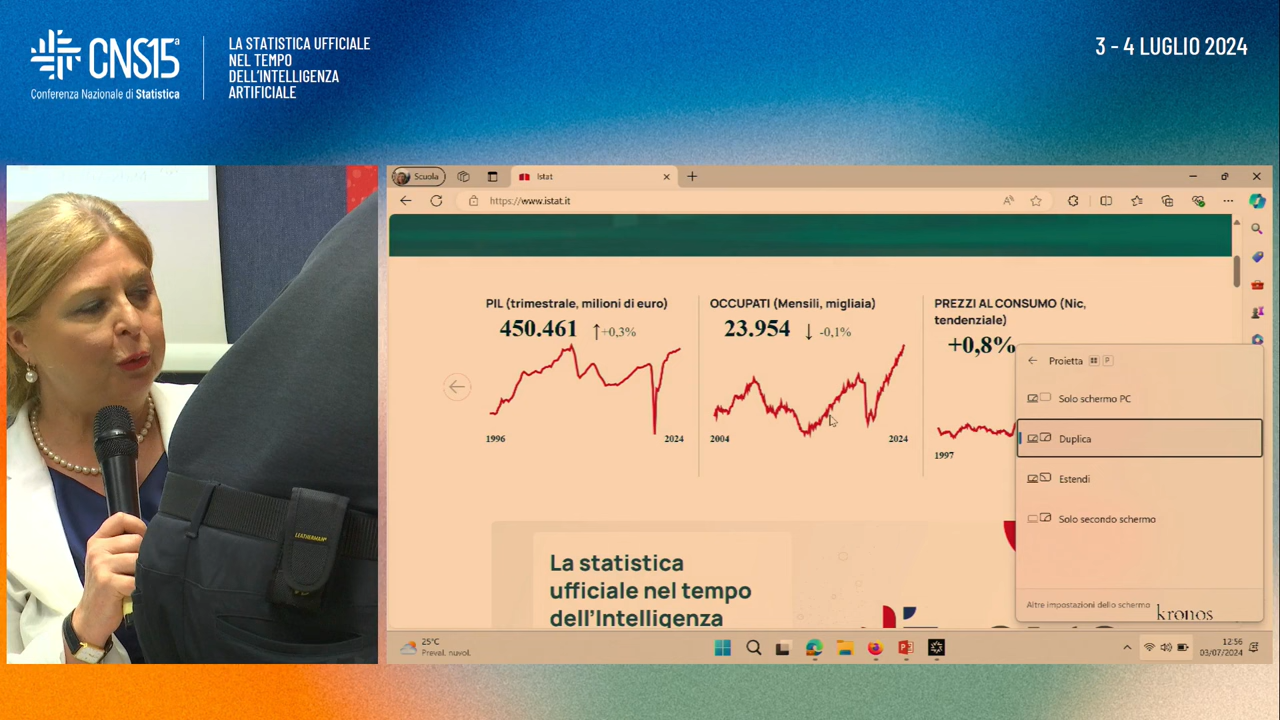 CNS15ª
Conferenza Nazionale di Statistica
LA STATISTICA UFFICIALE
NEL TEMPO
DELL'INTELLIGENZA
ARTIFICIALE
3 - 4 LUGLIO 2024
LEATHERMAN
Scuola
Istat
https://www.istat.it
PIL (trimestrale, milioni di euro)
450.461 ↑+0,3%
1996 2024
OCCUPATI (Mensili, migliaia)
23.954 ↓ -0,1%
2004 2024
PREZZI AL CONSUMO (Nic,
tendenziale)
+0,8%
1997
Proietta P
Solo schermo PC
Duplica
Estendi
Solo secondo schermo
Altre impostazioni dello schermo
kronos
La statistica
ufficiale nel tempo
dell'Intelligenza
25°C
Preval. nuvol.
12:56
03/07/2024